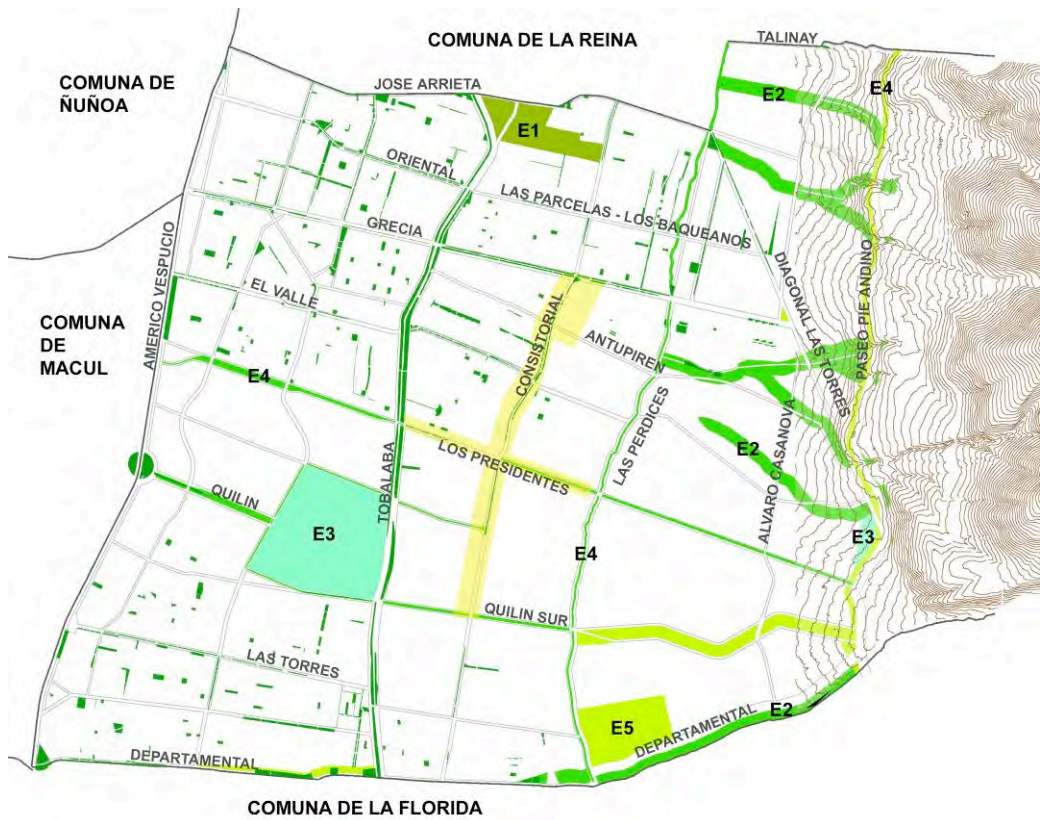 COMUNA DE LA REINA
TALINAY
COMUNA DE
ÑUÑOA
JOSE ARRIETA
E2
E4
E1
ORIENTAL
LAS PARCELAS - LOS BAQUEANOS
GRECIA
DIAGONAL LAS TORRES
PASEO PIE ANDINO
EL VALLE
AMERICO VESPUCIO
CONSISTORIAL
ANTUPIREN
COMUNA
DE
MACUL
E4
LAS PERDICES
ALVARO CASANOVA
E2
LOS PRESIDENTES
TOBALABA
QUILIN
E3
E3
E4
QUILIN SUR
LAS TORRES
E5
E2
DEPARTAMENTAL
DEPARTAMENTAL
COMUNA DE LA FLORIDA